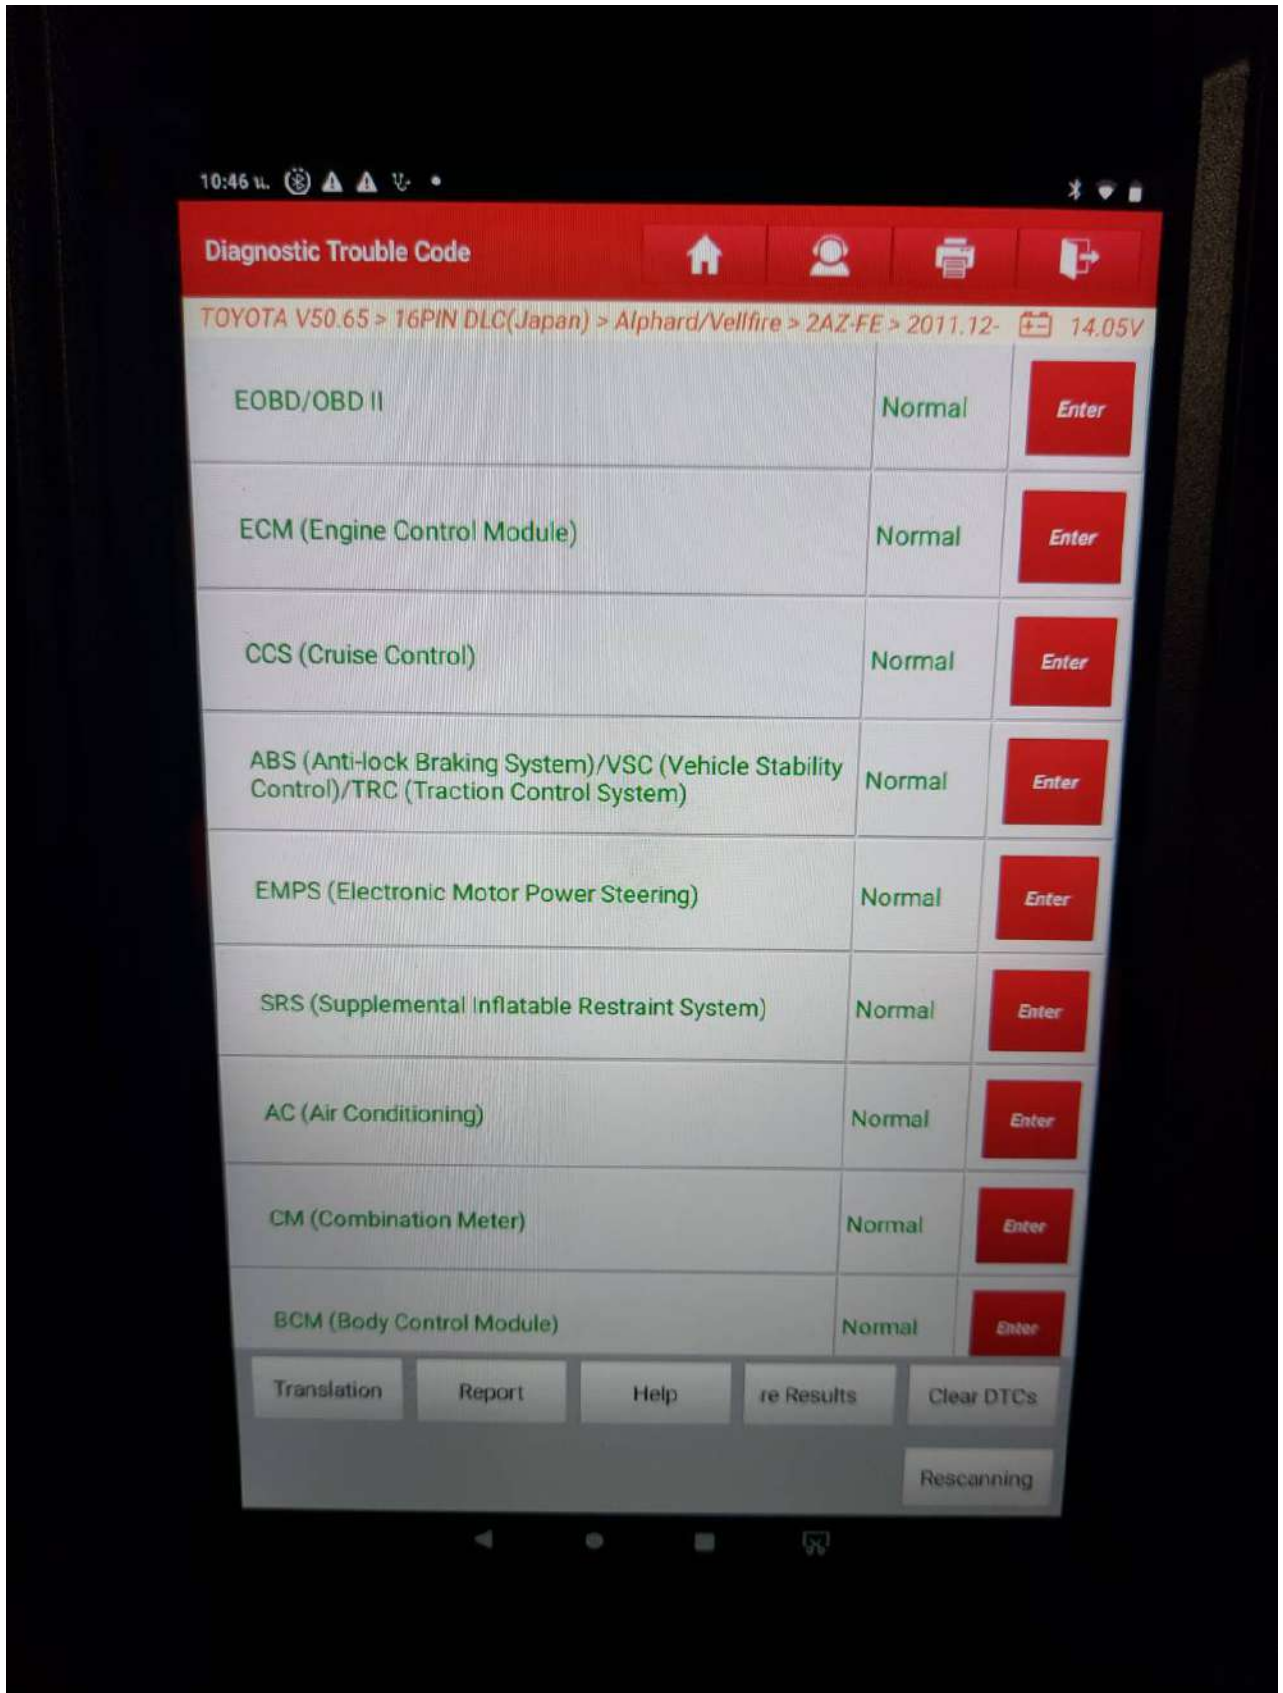 10:46 น.
Diagnostic Trouble Code
TOYOTA V50.65 > 16PIN DLC(Japan) > Alphard/Vellfire > 2AZ-FE > 2011.12- 14.05V
EOBD/OBD II Normal Enter
ECM (Engine Control Module) Normal Enter
CCS (Cruise Control) Normal Enter
ABS (Anti-lock Braking System)/VSC (Vehicle Stability
Control)/TRC (Traction Control System) Normal Enter
EMPS (Electronic Motor Power Steering) Normal Enter
SRS (Supplemental Inflatable Restraint System) Normal Enter
AC (Air Conditioning) Normal Enter
CM (Combination Meter) Normal Enter
BCM (Body Control Module) Normal Enter
Translation Report Help re Results Clear DTCs
Rescanning